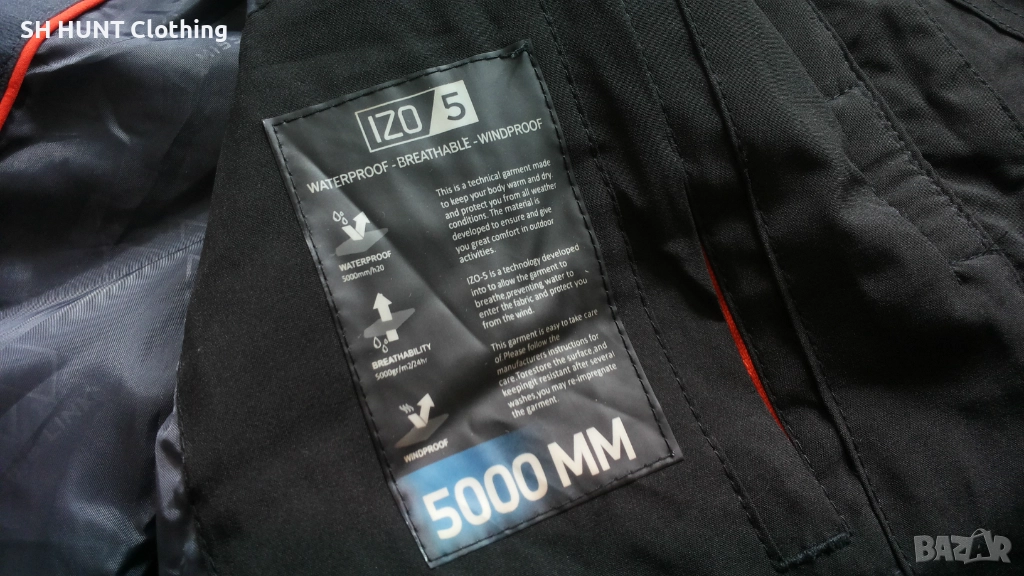 SH HUNT Clothing
IZO/5
WATERPROOF - BREATHABLE - WINDPROOF
WATERPROOF
5000mm/h20
BREATHABILITY
5000gr/m2/24h
WINDPROOF
This is a technical garment made
to keep your body warm and dry
and protect you from all weather
conditions. The material is
developed to ensure and give
you great comfort in outdoor
activities.
IZO-5 is a technology developed
into to allow the garment to
breathe,preventing water to
enter the fabric and protect you
from the wind.
This garment is easy to take care
of Please follow the
manufacturers instructions for
care.Torestore the surface,and
keepingit resistant after several
washes,you may re-impregnate
the garment.
5000 MM
BAZAR